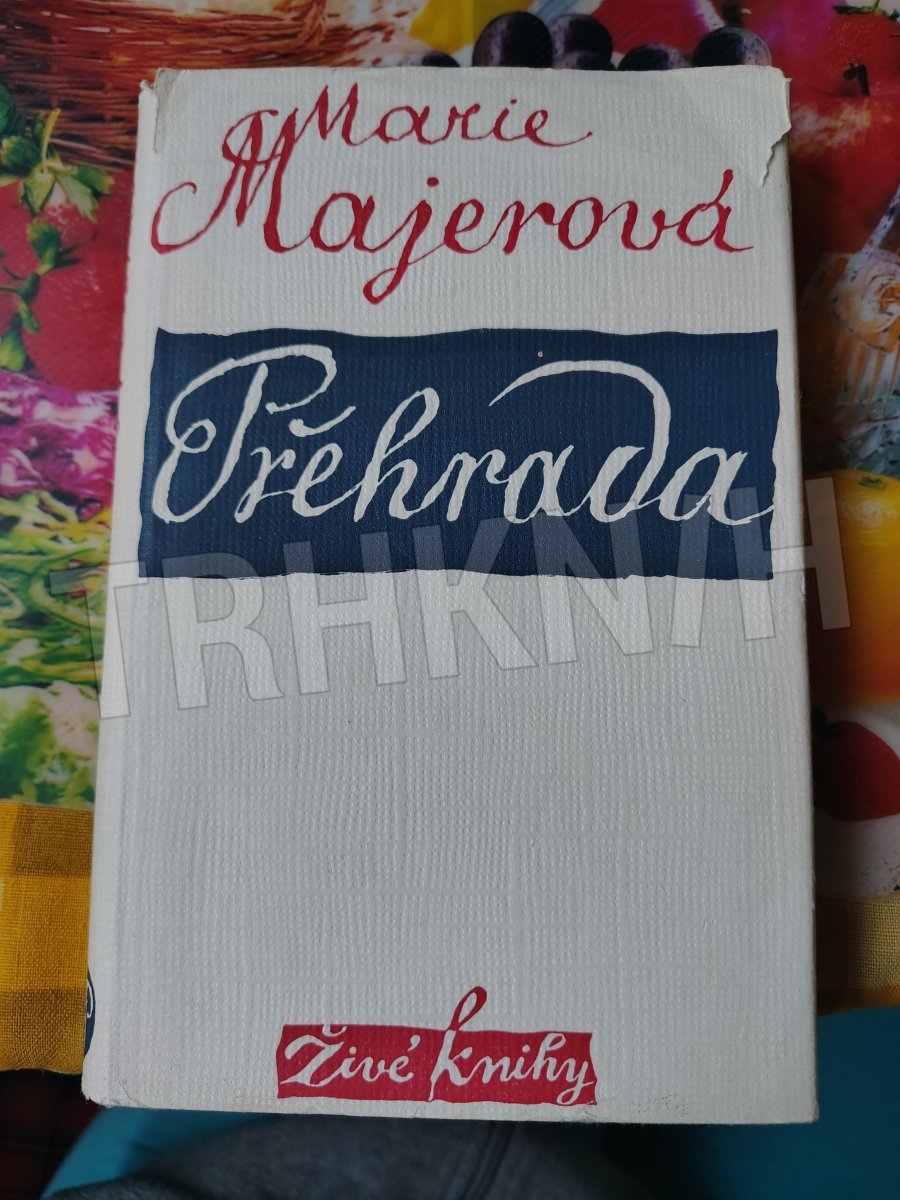 Marie
Majerová
Přehrada
TRHKNIH
Živé knihy